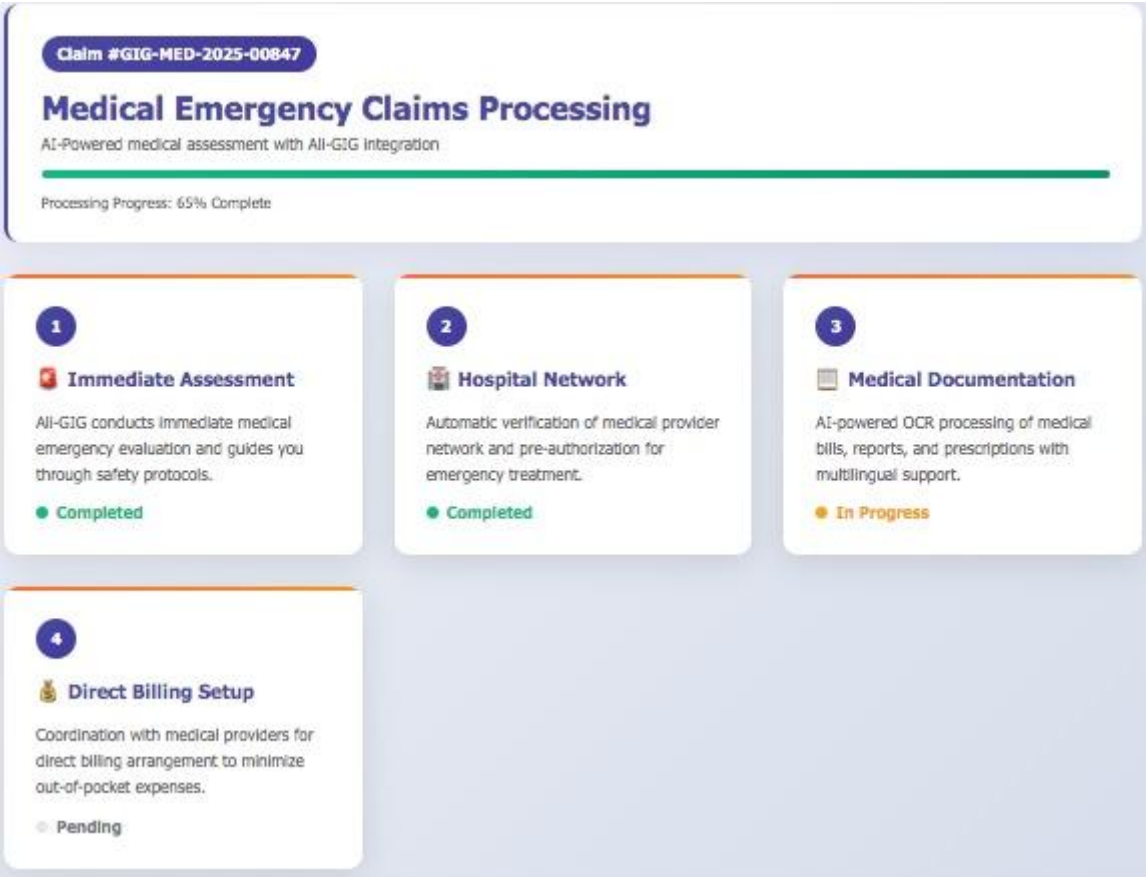 Claim #GIG-MED-2025-00847
Medical Emergency Claims Processing
AI-Powered medical assessment with Ali-GIG integration
Processing Progress: 65% Complete
1
Immediate Assessment
Ali-GIG conducts immediate medical
emergency evaluation and guides you
through safety protocols.
Completed
2
Hospital Network
Automatic verification of medical provider
network and pre-authorization for
emergency treatment.
Completed
3
Medical Documentation
AI-powered OCR processing of medical
bills, reports, and prescriptions with
multilingual support.
In Progress
4
Direct Billing Setup
Coordination with medical providers for
direct billing arrangement to minimize
out-of-pocket expenses.
Pending